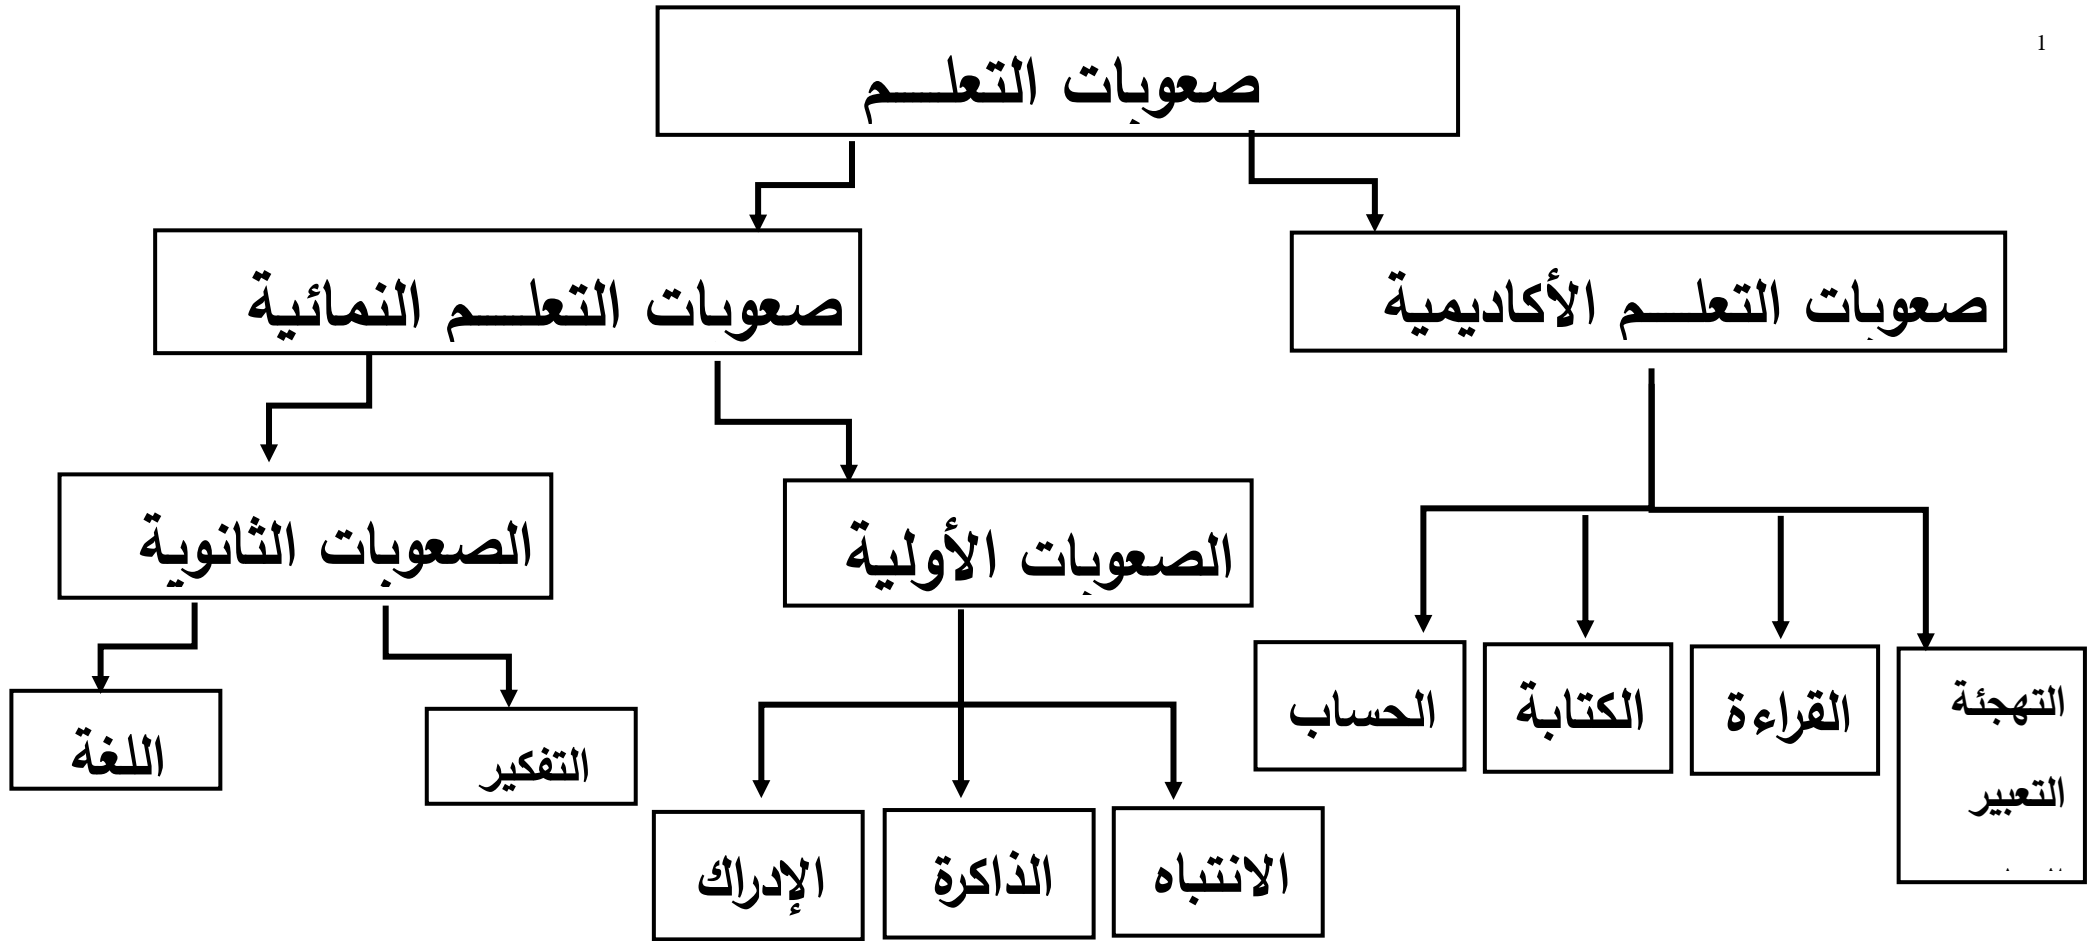 1
صعوبات التعلـــم
صعوبات التعلـــم الأكاديمية
صعوبات التعلـــم النمائية
الصعوبات الأولية
الصعوبات الثانوية
التهجئة
التعبير
القراءة
الكتابة
الحساب
الانتباه
الذاكرة
الإدراك
التفكير
اللغة